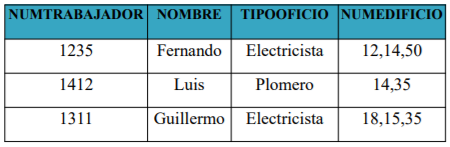 NUMTRABAJADOR NOMBRE TIPOOFICIO NUMEDIFICIO
1235 Fernando Electricista 12,14,50
1412 Luis Plomero 14,35
1311 Guillermo Electricista 18,15,35